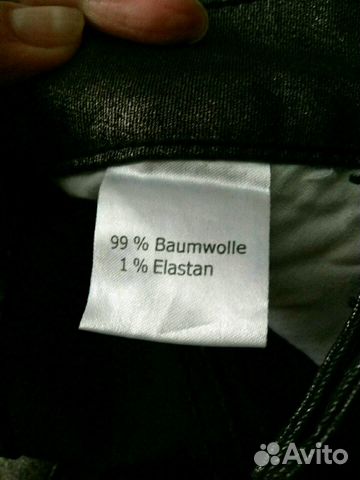 99 % Baumwolle
1 % Elastan
Avito